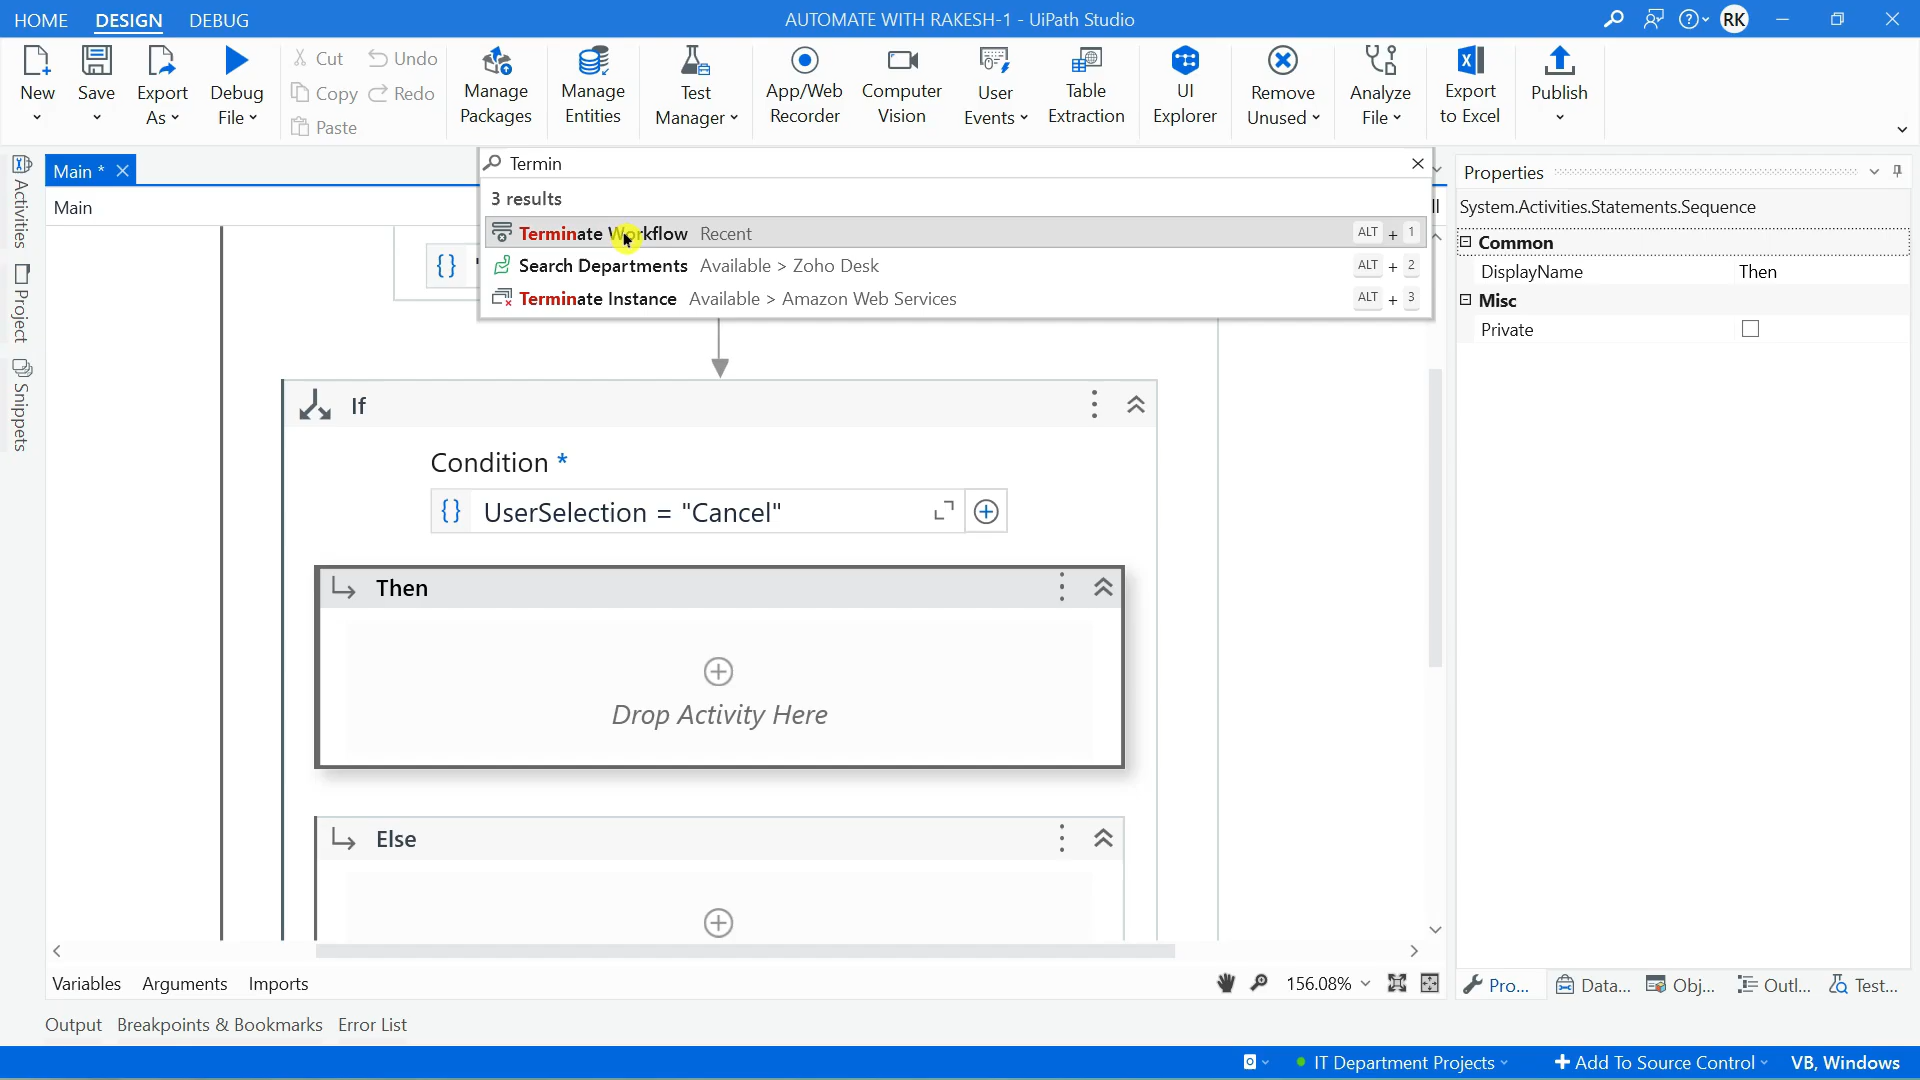 HOME DESIGN DEBUG AUTOMATE WITH RAKESH-1 - UiPath Studio RK
New Save Export As Debug File Cut Copy Paste Undo Redo Manage Packages Manage Entities Test Manager App/Web Recorder Computer Vision User Events Table Extraction UI Explorer Remove Unused Analyze File Export to Excel Publish
Activities
Project
Snippets
Main *
Main
Termin
3 results
Terminate Workflow Recent ALT + 1
Search Departments Available > Zoho Desk ALT + 2
Terminate Instance Available > Amazon Web Services ALT + 3
{} "
If
Condition *
{} UserSelection = "Cancel"
Then
Drop Activity Here
Else
Properties
System.Activities.Statements.Sequence
Common
DisplayName Then
Misc
Private
Variables Arguments Imports 156.08%
Pro... Data... Obj... Outl... Test...
Output Breakpoints & Bookmarks Error List
IT Department Projects Add To Source Control VB, Windows